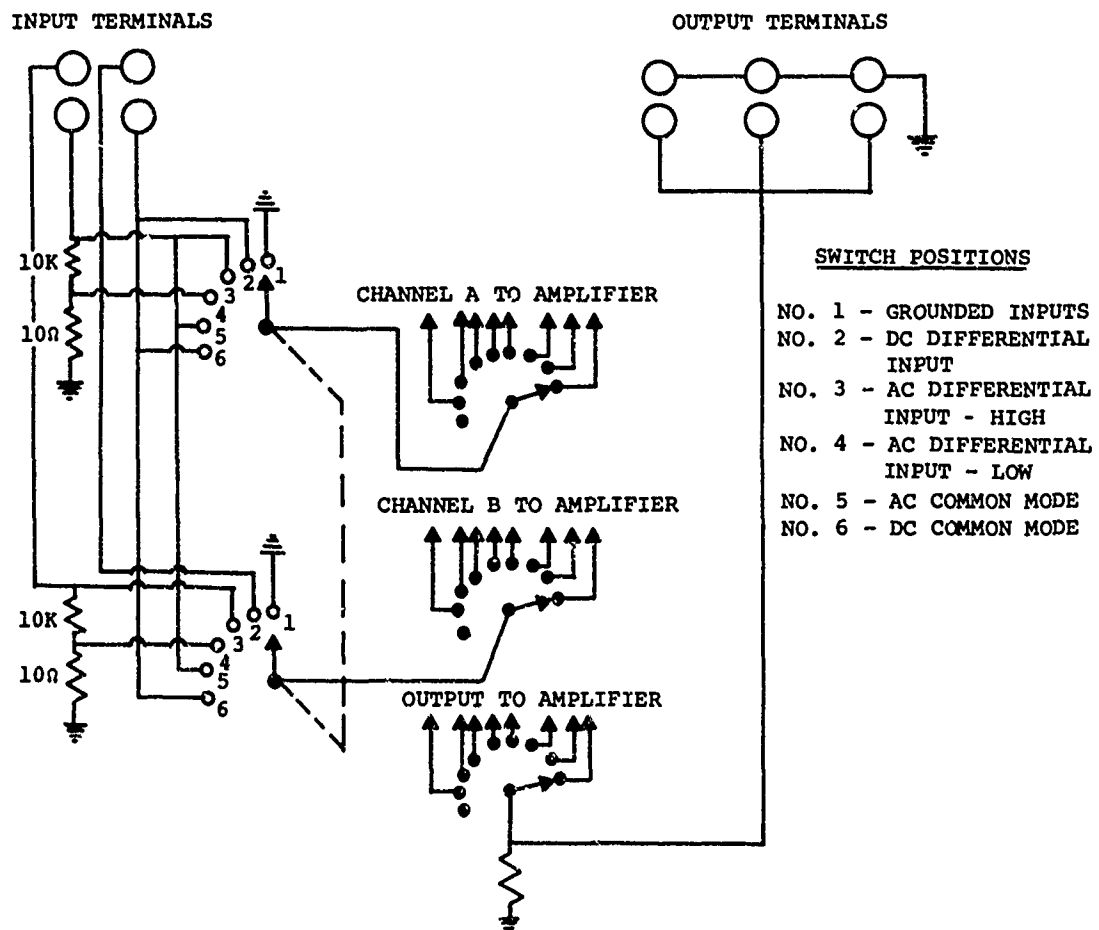 INPUT TERMINALS
OUTPUT TERMINALS
10K
10Ω
1
2
3
4
5
6
CHANNEL A TO AMPLIFIER
SWITCH POSITIONS
NO. 1 - GROUNDED INPUTS
NO. 2 - DC DIFFERENTIAL
INPUT
NO. 3 - AC DIFFERENTIAL
INPUT - HIGH
NO. 4 - AC DIFFERENTIAL
INPUT - LOW
NO. 5 - AC COMMON MODE
NO. 6 - DC COMMON MODE
CHANNEL B TO AMPLIFIER
10K
10Ω
1
2
3
4
5
6
OUTPUT TO AMPLIFIER